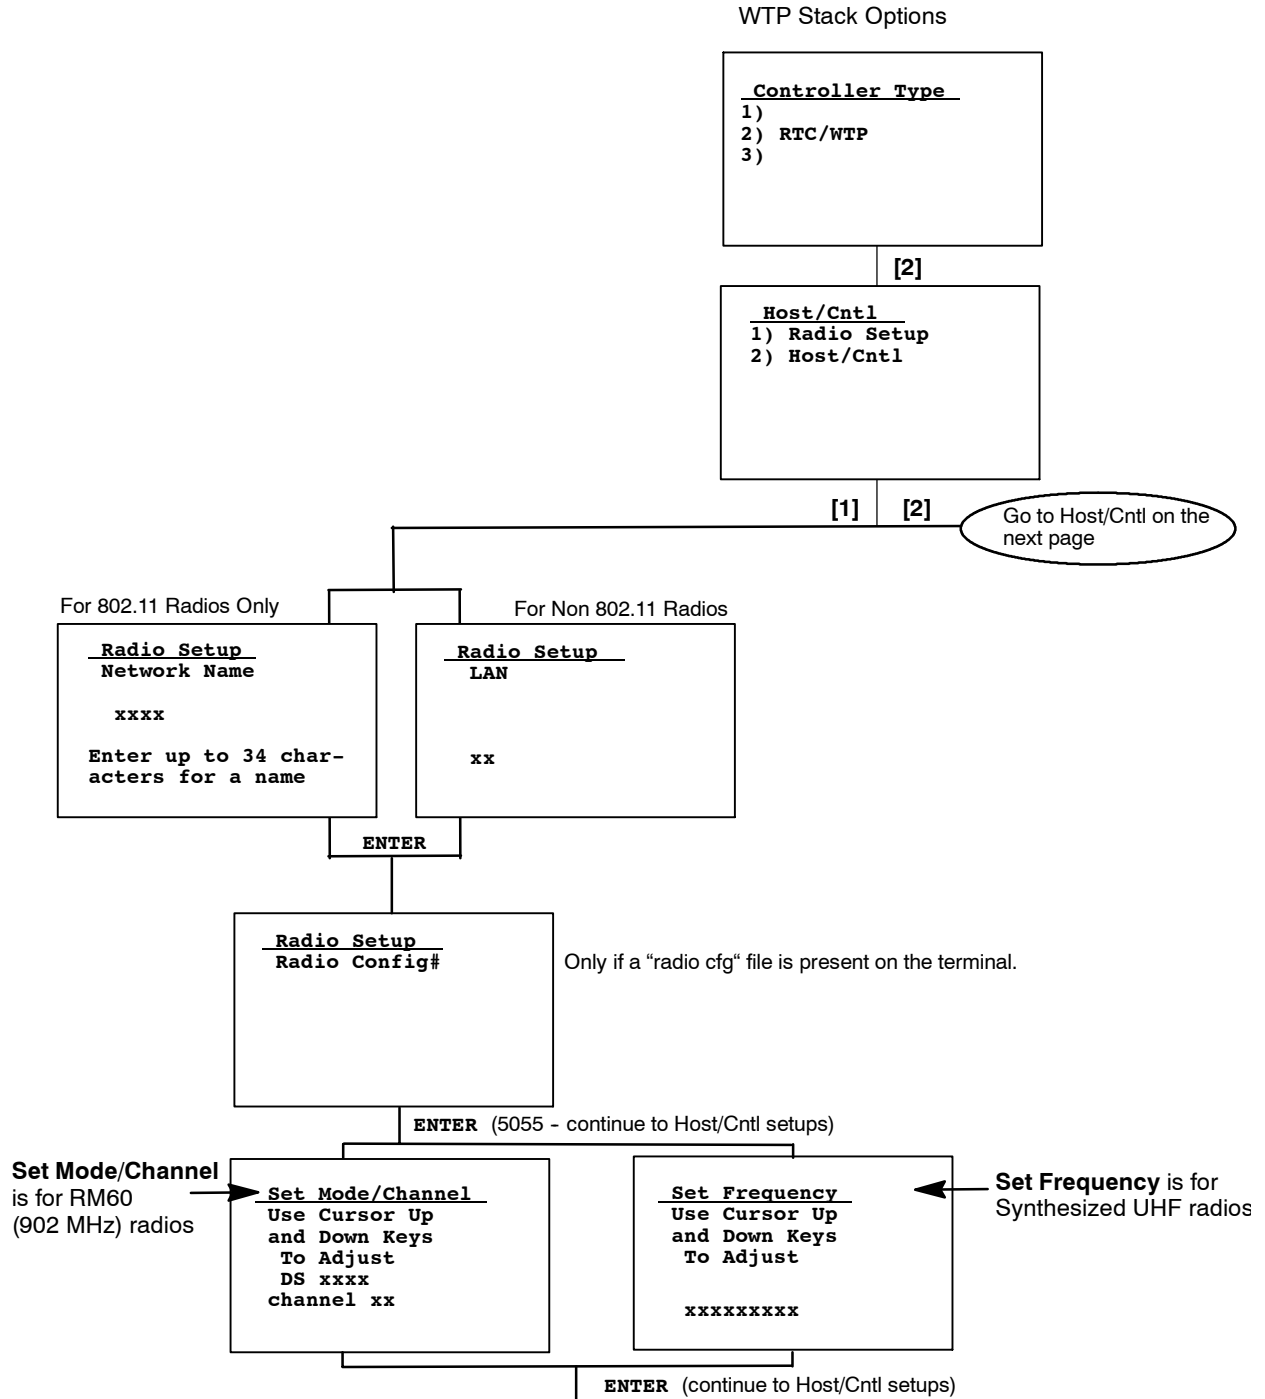 WTP Stack Options
Controller Type
1)
2) RTC/WTP
3)
[2]
Host/Cntl
1) Radio Setup
2) Host/Cntl
[1] [2]
Go to Host/Cntl on the
next page
For 802.11 Radios Only
Radio Setup
Network Name
xxxx
Enter up to 34 char-
acters for a name
For Non 802.11 Radios
Radio Setup
LAN
xx
ENTER
Radio Setup
Radio Config#
Only if a “radio cfg“ file is present on the terminal.
ENTER (5055 - continue to Host/Cntl setups)
Set Mode/Channel
is for RM60
(902 MHz) radios
Set Mode/Channel
Use Cursor Up
and Down Keys
To Adjust
DS xxxx
channel xx
Set Frequency
Use Cursor Up
and Down Keys
To Adjust
xxxxxxxxx
Set Frequency is for
Synthesized UHF radios
ENTER (continue to Host/Cntl setups)